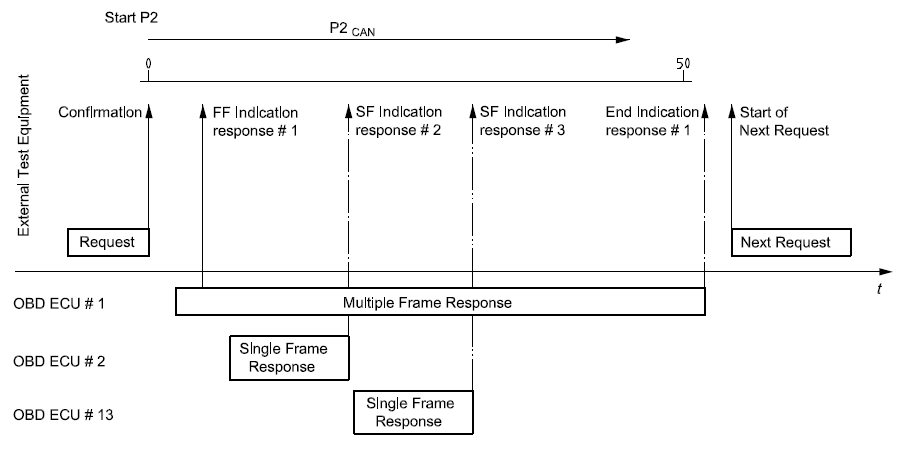 Start P2
P2 CAN
0
50
External Test Equipment
Confirmation
FF Indication
response # 1
SF Indication
response # 2
SF Indication
response # 3
End Indication
response # 1
Start of
Next Request
Request
Next Request
t
OBD ECU # 1
Multiple Frame Response
OBD ECU # 2
Single Frame
Response
OBD ECU # 13
Single Frame
Response